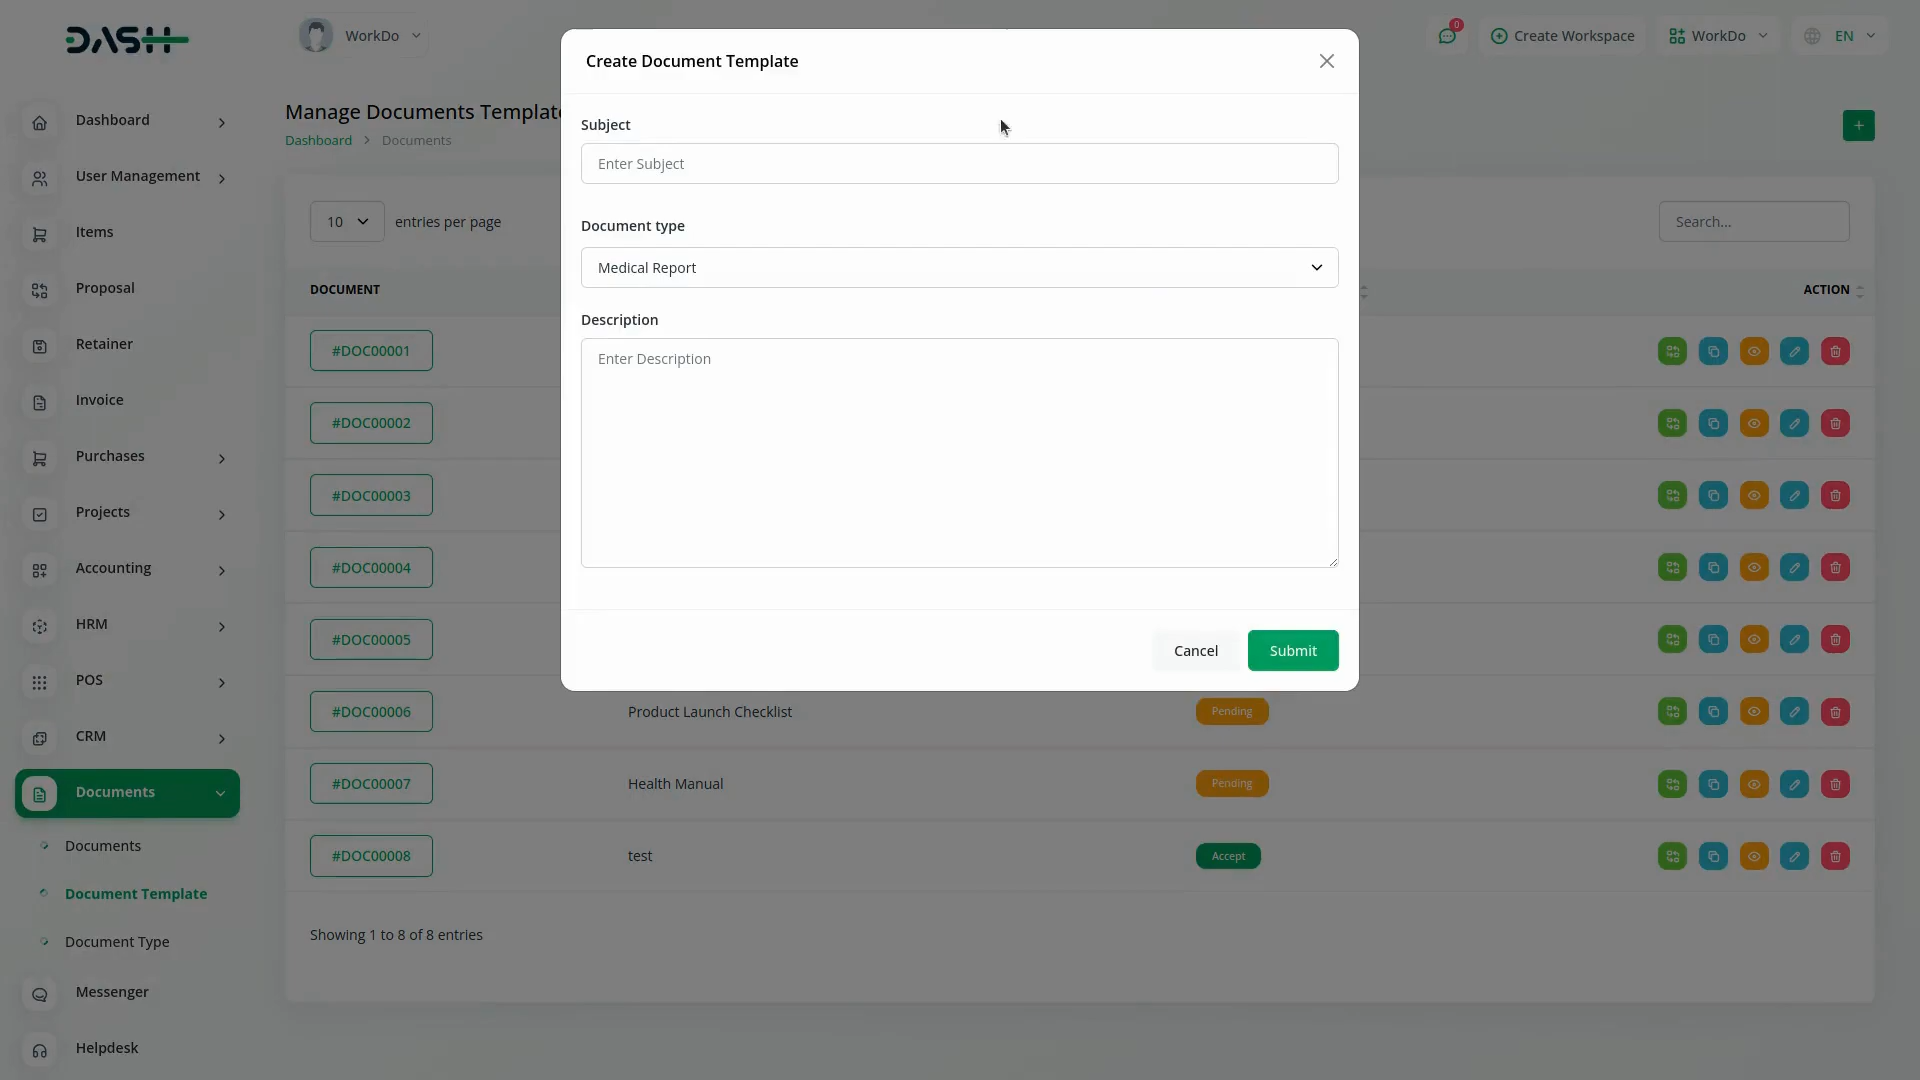 DASH
WorkDo
0
Create Workspace
WorkDo
EN
Create Document Template
Subject
Enter Subject
Document type
Medical Report
Description
Enter Description
Cancel
Submit
Dashboard
User Management
Items
Proposal
Retainer
Invoice
Purchases
Projects
Accounting
HRM
POS
CRM
Documents
Documents
Document Template
Document Type
Messenger
Helpdesk
Manage Documents Templat
Dashboard > Documents
10 entries per page
Search...
DOCUMENT
ACTION
#DOC00001
#DOC00002
#DOC00003
#DOC00004
#DOC00005
#DOC00006 Product Launch Checklist Pending
#DOC00007 Health Manual Pending
#DOC00008 test Accept
Showing 1 to 8 of 8 entries